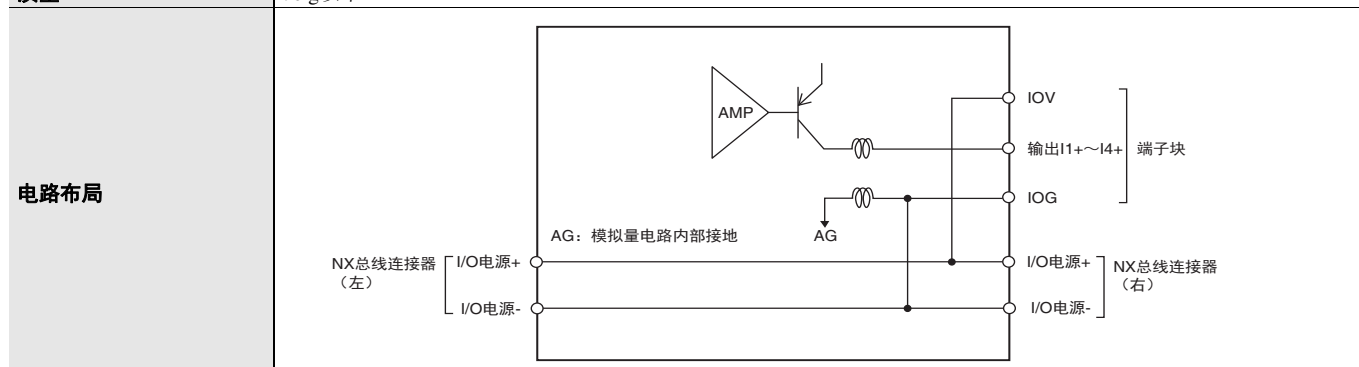 电路布局
AMP
IOV
输出I1+～I4+
端子块
IOG
AG：模拟量电路内部接地
AG
NX总线连接器
（左）
I/O电源+
I/O电源-
I/O电源+
I/O电源-
NX总线连接器
（右）